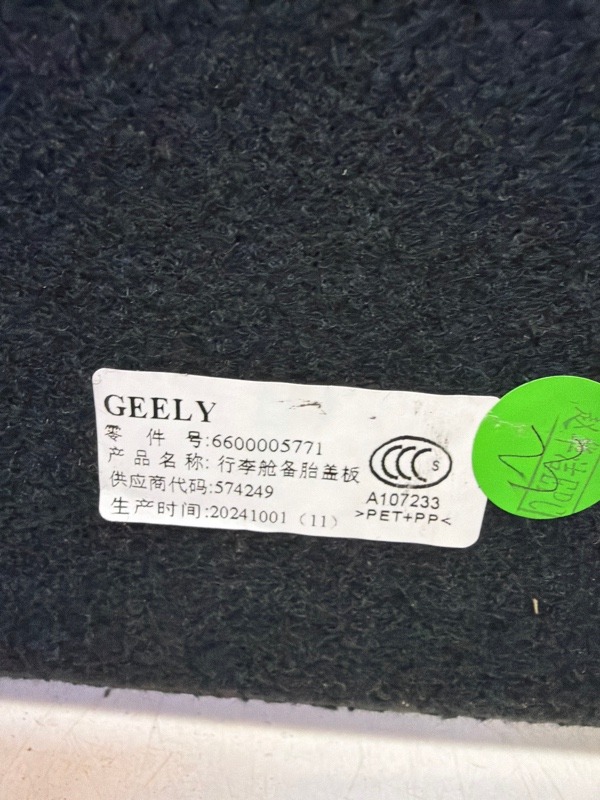 GEELY
零 件 号:6600005771
产品名称:行李舱备胎盖板
供应商代码:574249
生产时间:20241001（11）
S
A107233
>PET+PP<